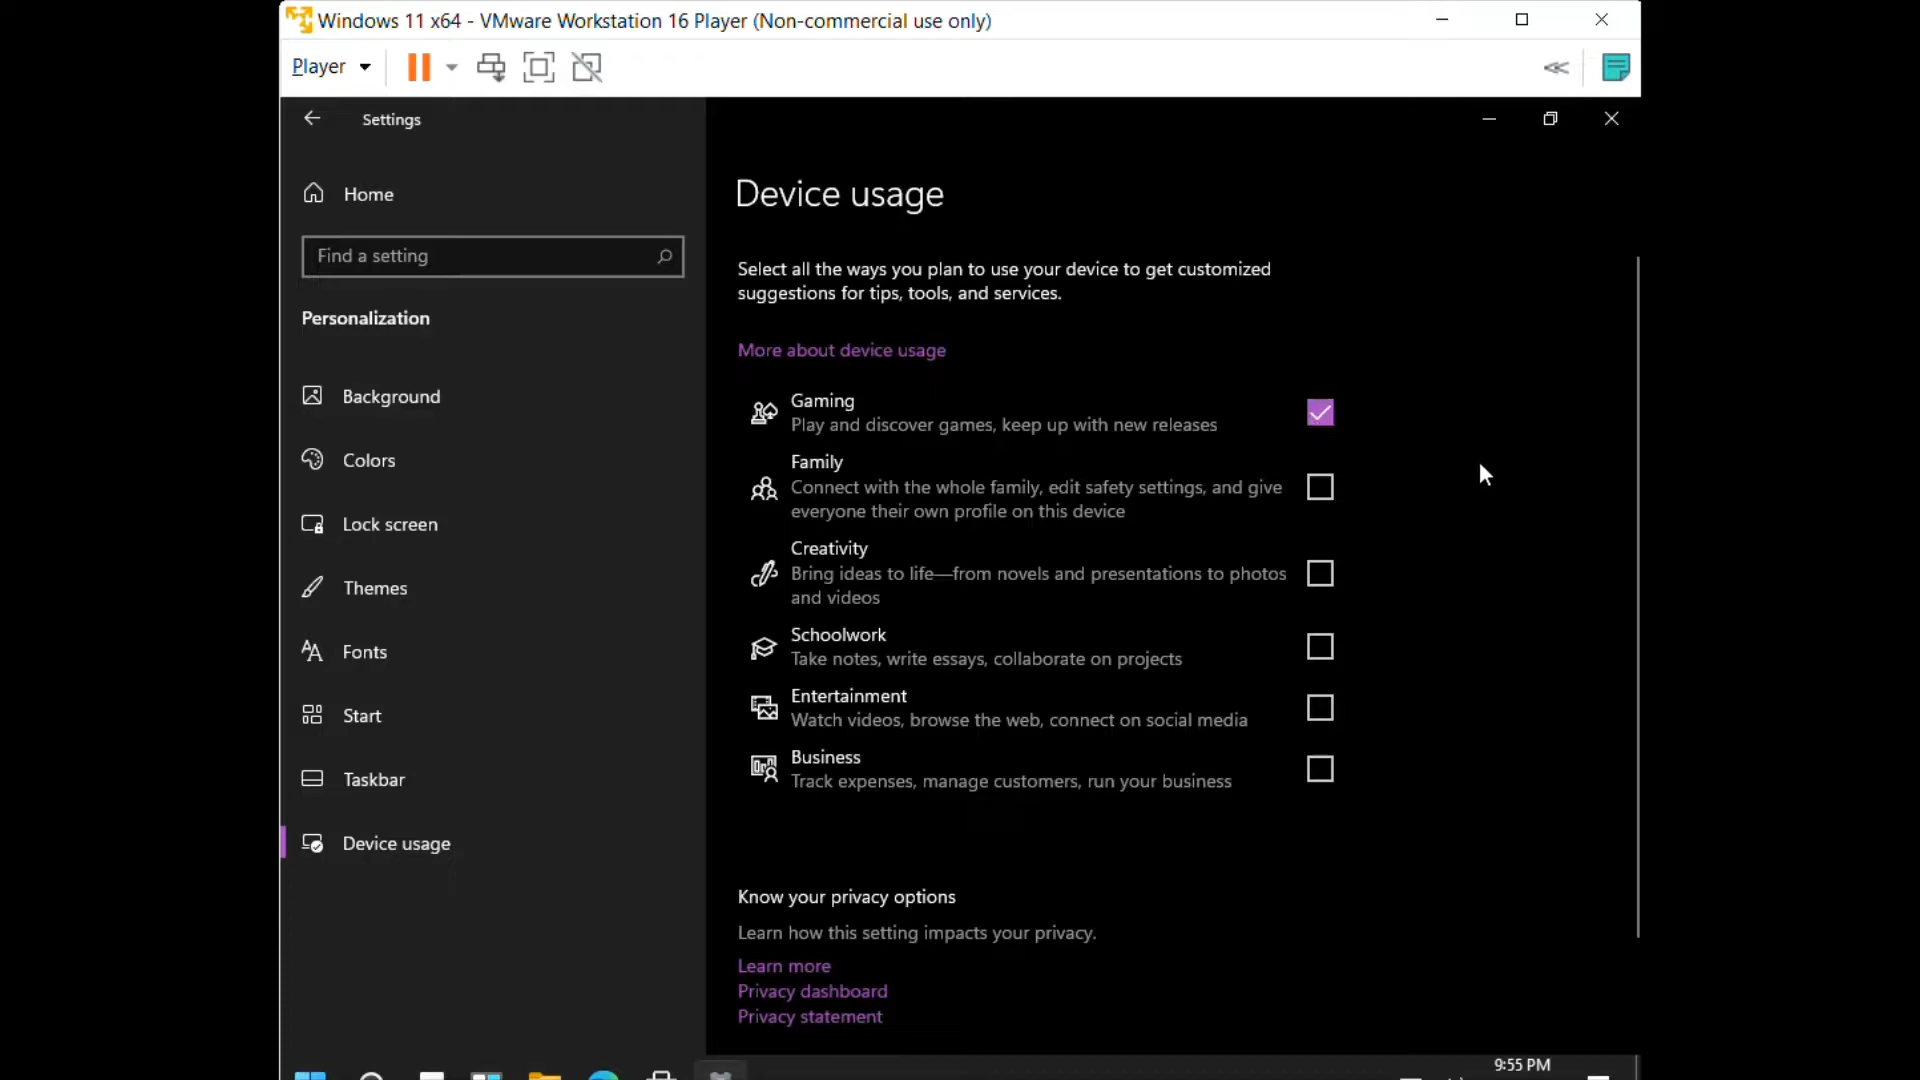 Windows 11 x64 - VMware Workstation 16 Player (Non-commercial use only)
Player
Settings
Home
Find a setting
Personalization
Background
Colors
Lock screen
Themes
Fonts
Start
Taskbar
Device usage
Device usage
Select all the ways you plan to use your device to get customized
suggestions for tips, tools, and services.
More about device usage
Gaming
Play and discover games, keep up with new releases
Family
Connect with the whole family, edit safety settings, and give
everyone their own profile on this device
Creativity
Bring ideas to life—from novels and presentations to photos
and videos
Schoolwork
Take notes, write essays, collaborate on projects
Entertainment
Watch videos, browse the web, connect on social media
Business
Track expenses, manage customers, run your business
Know your privacy options
Learn how this setting impacts your privacy.
Learn more
Privacy dashboard
Privacy statement
9:55 PM